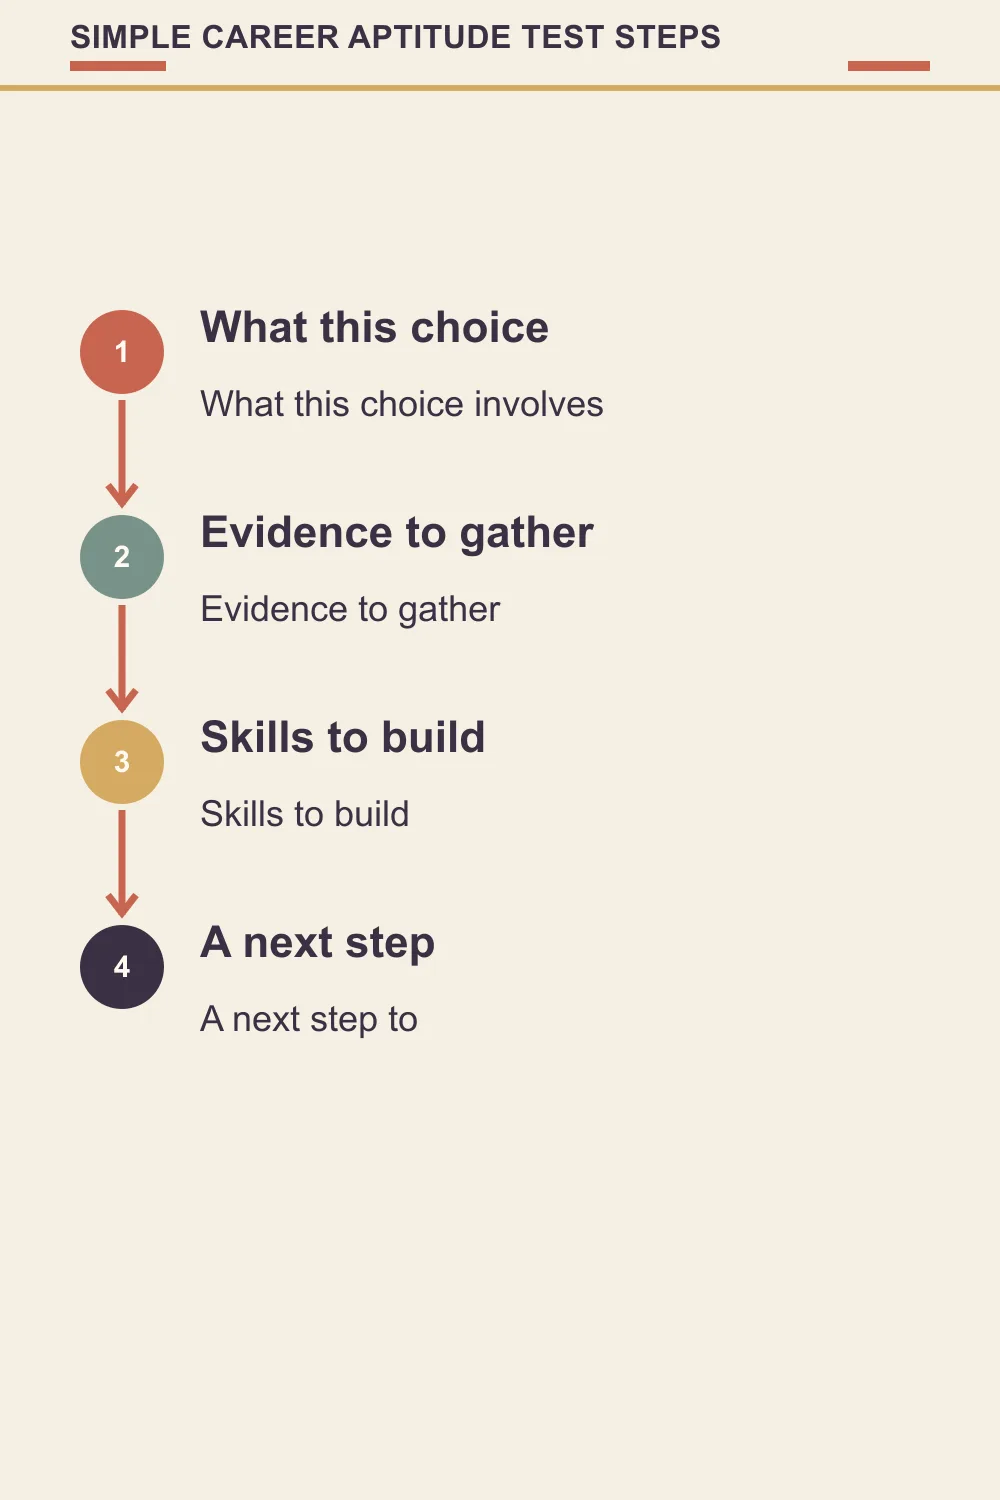 SIMPLE CAREER APTITUDE TEST STEPS
1
What this choice
What this choice involves
2
Evidence to gather
Evidence to gather
3
Skills to build
Skills to build
4
A next step
A next step to